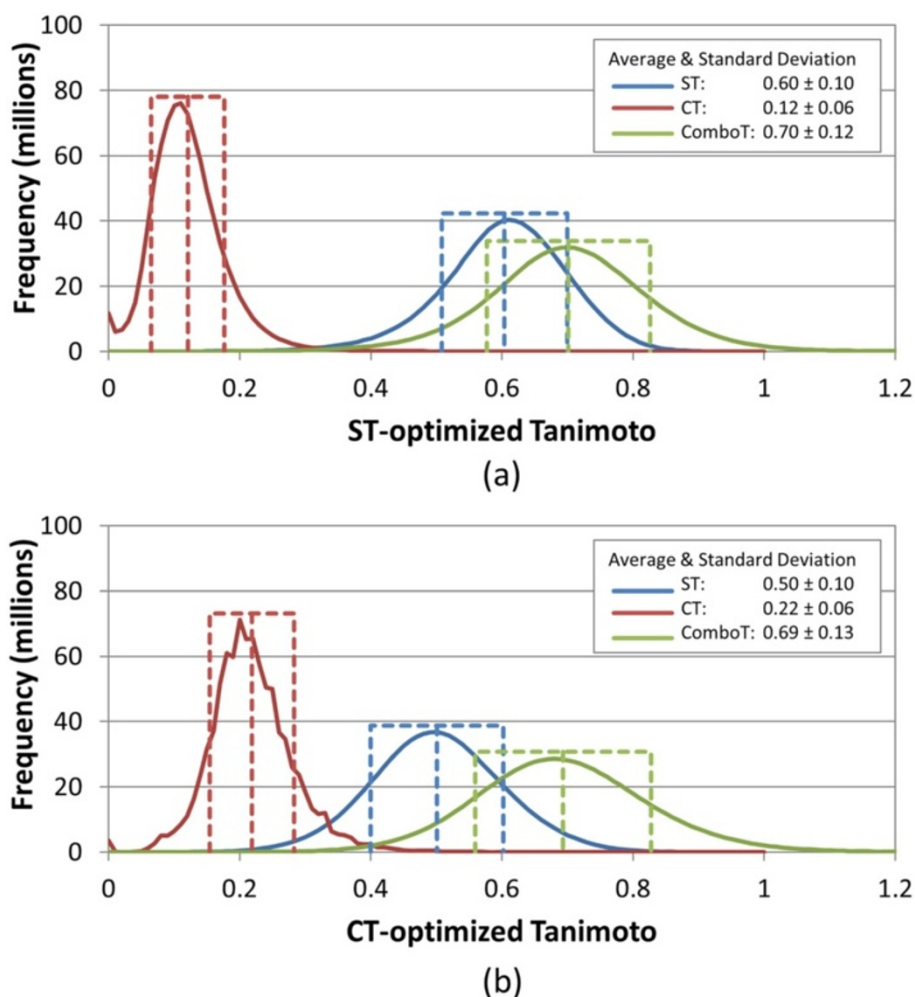 100
80
60
40
20
0
Frequency (millions)
Average & Standard Deviation
ST: 0.60 ± 0.10
CT: 0.12 ± 0.06
ComboT: 0.70 ± 0.12
0 0.2 0.4 0.6 0.8 1 1.2
ST-optimized Tanimoto
(a)
100
80
60
40
20
0
Frequency (millions)
Average & Standard Deviation
ST: 0.50 ± 0.10
CT: 0.22 ± 0.06
ComboT: 0.69 ± 0.13
0 0.2 0.4 0.6 0.8 1 1.2
CT-optimized Tanimoto
(b)